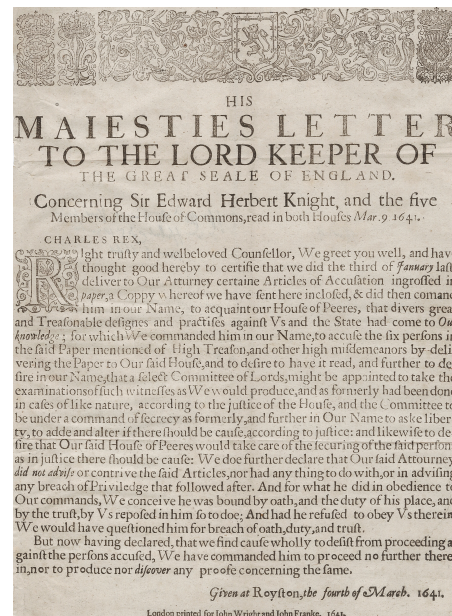 HIS
MAIESTIES LETTER
TO THE LORD KEEPER OF
THE GREAT SEALE OF ENGLAND.
Concerning Sir Edward Herbert Knight, and the five
Members of the House of Commons, read in both Houses Mar. 9 1641.
CHARLES REX,
RIght trusty and welbeloved Counsellor, We greet you well, and have
thought good hereby to certifie that we did the third of Ianuary last
deliver to Our Atturney certaine Articles of Accusation ingrossed in
paper, a Coppy whereof we have sent here inclosed, & did then comand
him in our Name, to acquaint our House of Peeres, that divers great
and Treasonable designes and practises against Vs and the State had come to Our
knowledge; for which We commanded him in our Name, to accuse the six persons in
the said Paper mentioned of High Treason, and other high misdemeanors by deli-
vering the Paper to Our said House, and to desire to have it read, and further to de-
sire in our Name, that a select Committee of Lords, might be appointed to take the
examinations of such witnesses as We would produce, and as formerly had been done
in cases of like nature, according to the justice of the House, and the Committee to
be under a command of secrecy as formerly, and further in Our Name to aske liber-
ty, to adde and alter if there should be cause, according to justice: and likewise to de-
sire that Our said House of Peeres would take care of the securing of the said persons
as in justice there should be cause: We doe further declare that Our said Attourney
did not advise or contrive the said Articles, nor had any thing to do with, or in advising
any breach of Priviledge that followed after. And for what he did in obedience to
Our commands, We conceive he was bound by oath, and the duty of his place, and
by the trust, by Vs reposed in him so to doe; And had he refused to obey Vs therein
We would have questioned him for breach of oath, duty, and trust.
But now having declared, that we find cause wholly to desist from proceeding a-
gainst the persons accused, We have commanded him to proceed no further there-
in, nor to produce nor discover any proofe concerning the same.
Given at Royston, the fourth of March. 1641.
London printed for Iohn Wright and Iohn Franke. 1641.